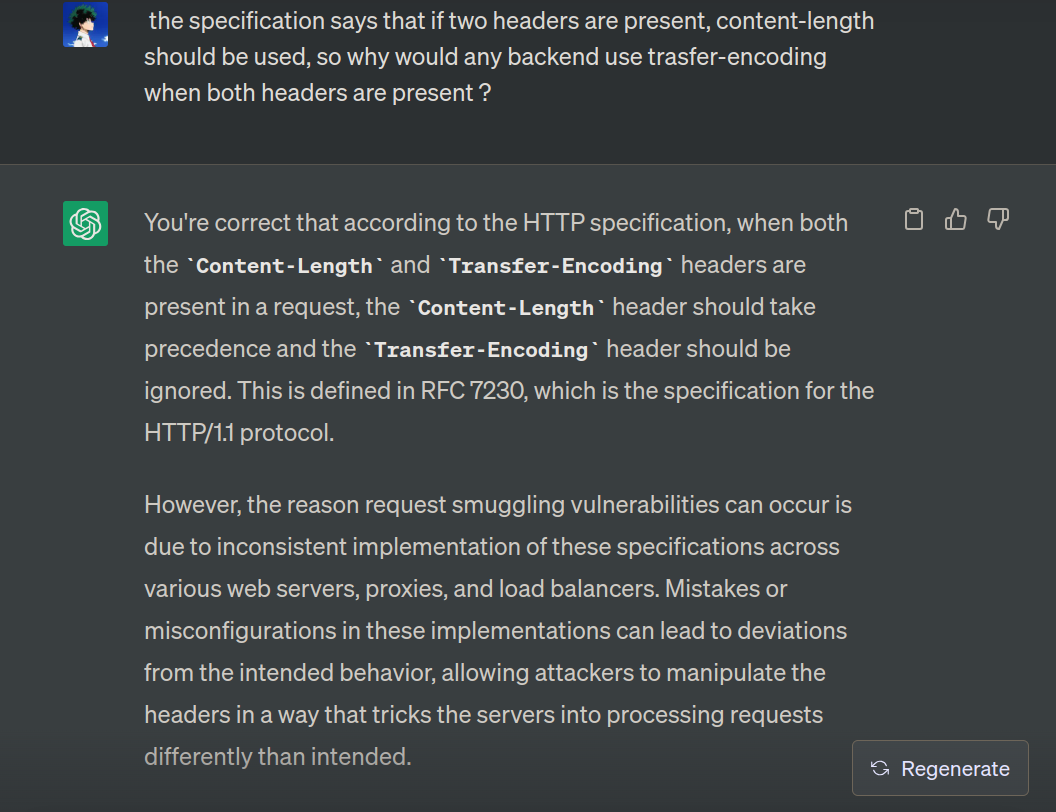 the specification says that if two headers are present, content-length
should be used, so why would any backend use trasfer-encoding
when both headers are present ?
You're correct that according to the HTTP specification, when both
the `Content-Length` and `Transfer-Encoding` headers are
present in a request, the `Content-Length` header should take
precedence and the `Transfer-Encoding` header should be
ignored. This is defined in RFC 7230, which is the specification for the
HTTP/1.1 protocol.
However, the reason request smuggling vulnerabilities can occur is
due to inconsistent implementation of these specifications across
various web servers, proxies, and load balancers. Mistakes or
misconfigurations in these implementations can lead to deviations
from the intended behavior, allowing attackers to manipulate the
headers in a way that tricks the servers into processing requests
differently than intended.
Regenerate